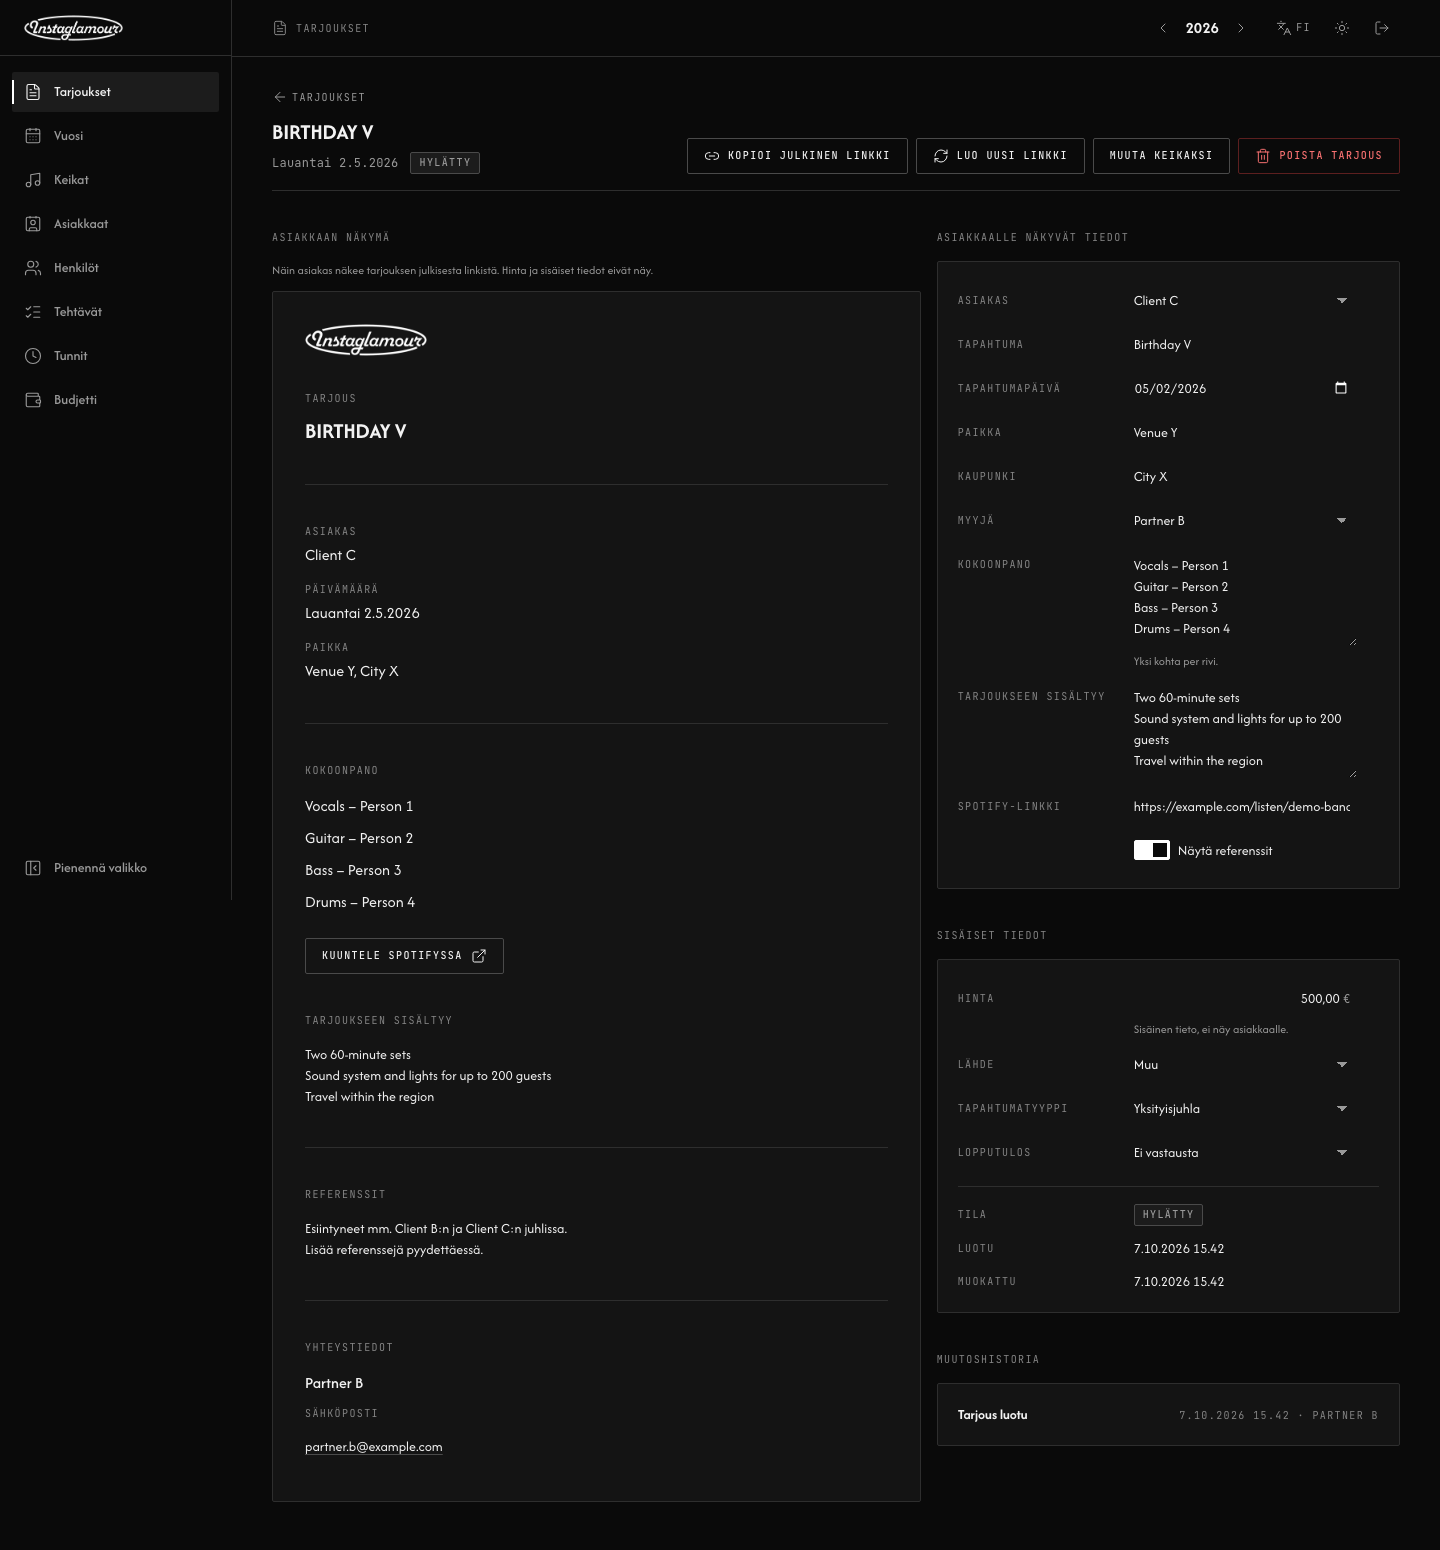 Instaglamour
Tarjoukset
Vuosi
Keikat
Asiakkaat
Henkilöt
Tehtävät
Tunnit
Budjetti
Pienennä valikko
TARJOUKSET
2026
FI
TARJOUKSET
BIRTHDAY V
Lauantai 2.5.2026
HYLÄTTY
KOPIOI JULKINEN LINKKI
LUO UUSI LINKKI
MUUTA KEIKAKSI
POISTA TARJOUS
ASIAKKAAN NÄKYMÄ
Näin asiakas näkee tarjouksen julkisesta linkistä. Hinta ja sisäiset tiedot eivät näy.
Instaglamour
TARJOUS
BIRTHDAY V
ASIAKAS
Client C
PÄIVÄMÄÄRÄ
Lauantai 2.5.2026
PAIKKA
Venue Y, City X
KOKOONPANO
Vocals – Person 1
Guitar – Person 2
Bass – Person 3
Drums – Person 4
KUUNTELE SPOTIFYSSA
TARJOUKSEEN SISÄLTYY
Two 60-minute sets
Sound system and lights for up to 200 guests
Travel within the region
REFERENSSIT
Esiintyneet mm. Client B:n ja Client C:n juhlissa.
Lisää referenssejä pyydettäessä.
YHTEYSTIEDOT
Partner B
SÄHKÖPOSTI
partner.b@example.com
ASIAKKAALLE NÄKYVÄT TIEDOT
ASIAKAS
Client C
TAPAHTUMA
Birthday V
TAPAHTUMAPÄIVÄ
05/02/2026
PAIKKA
Venue Y
KAUPUNKI
City X
MYYJÄ
Partner B
KOKOONPANO
Vocals – Person 1
Guitar – Person 2
Bass – Person 3
Drums – Person 4
Yksi kohta per rivi.
TARJOUKSEEN SISÄLTYY
Two 60-minute sets
Sound system and lights for up to 200
guests
Travel within the region
SPOTIFY-LINKKI
https://example.com/listen/demo-banc
Näytä referenssit
SISÄISET TIEDOT
HINTA
500,00 €
Sisäinen tieto, ei näy asiakkaalle.
LÄHDE
Muu
TAPAHTUMATYYPPI
Yksityisjuhla
LOPPUTULOS
Ei vastausta
TILA
HYLÄTTY
LUOTU
7.10.2026 15.42
MUOKATTU
7.10.2026 15.42
MUUTOSHISTORIA
Tarjous luotu
7.10.2026 15.42 · PARTNER B